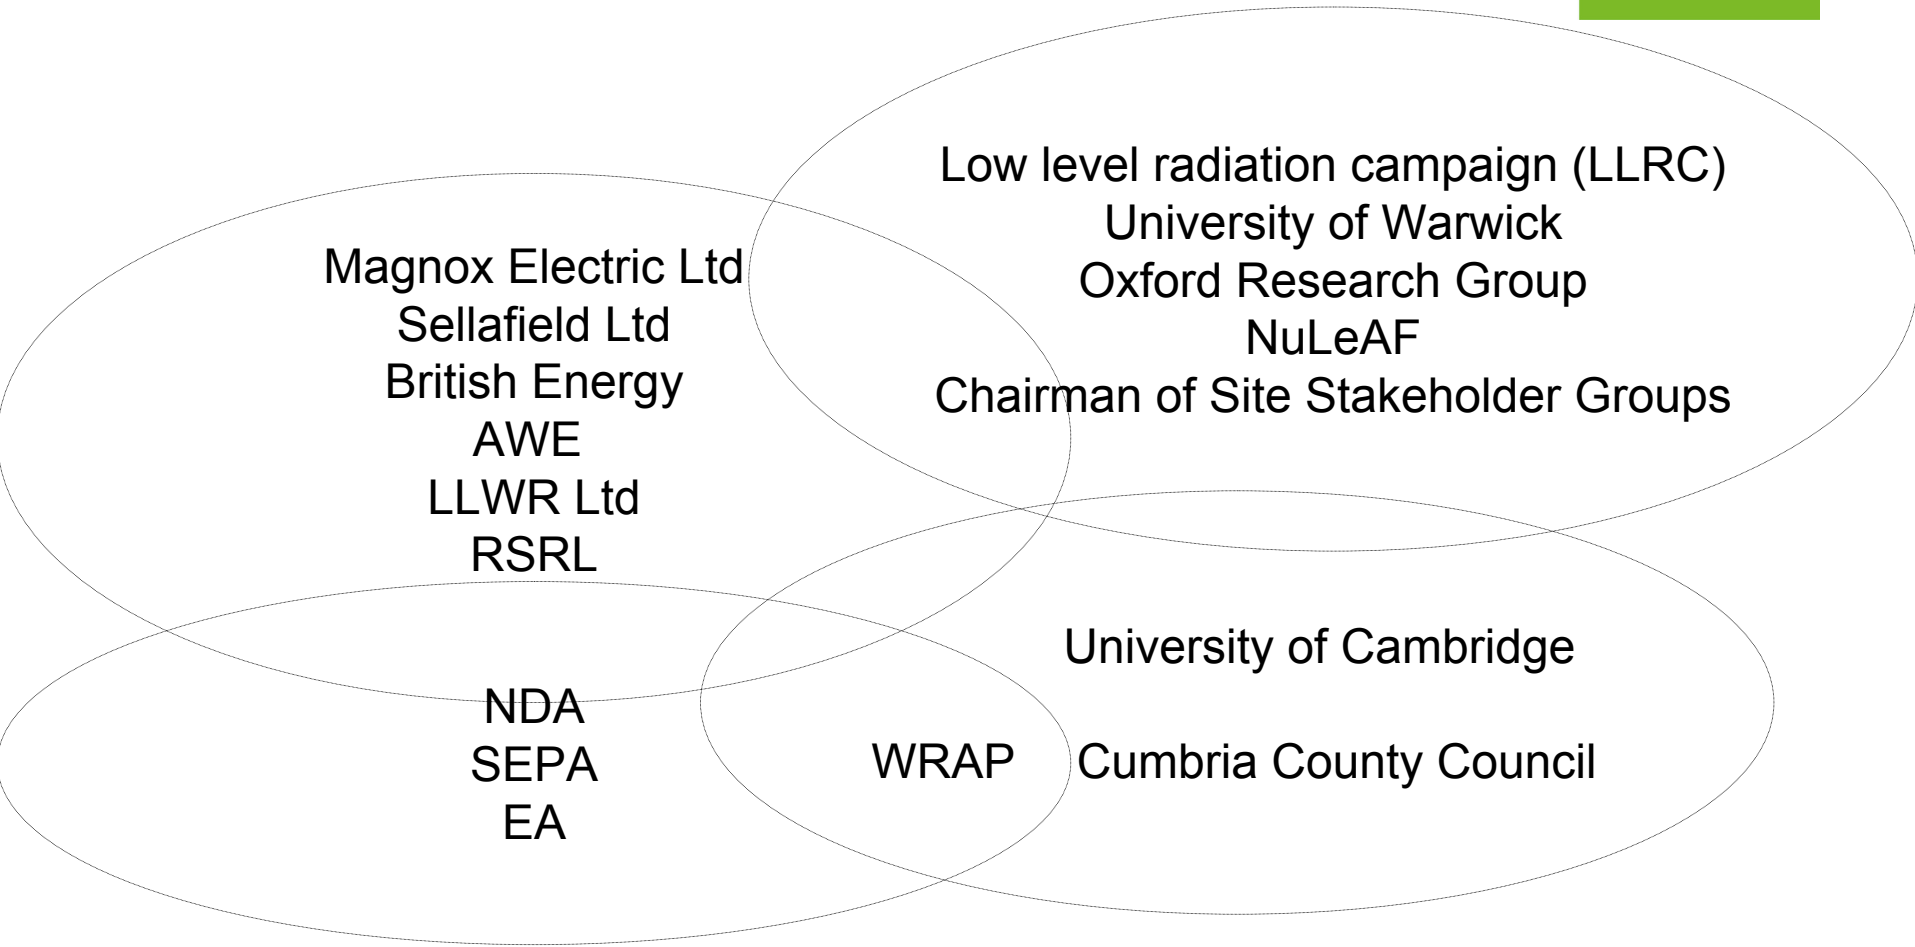 Low level radiation campaign (LLRC)
University of Warwick
Oxford Research Group
NuLeAF
Chairman of Site Stakeholder Groups
Magnox Electric Ltd
Sellafield Ltd
British Energy
AWE
LLWR Ltd
RSRL
University of Cambridge
Cumbria County Council
NDA
SEPA
EA
WRAP